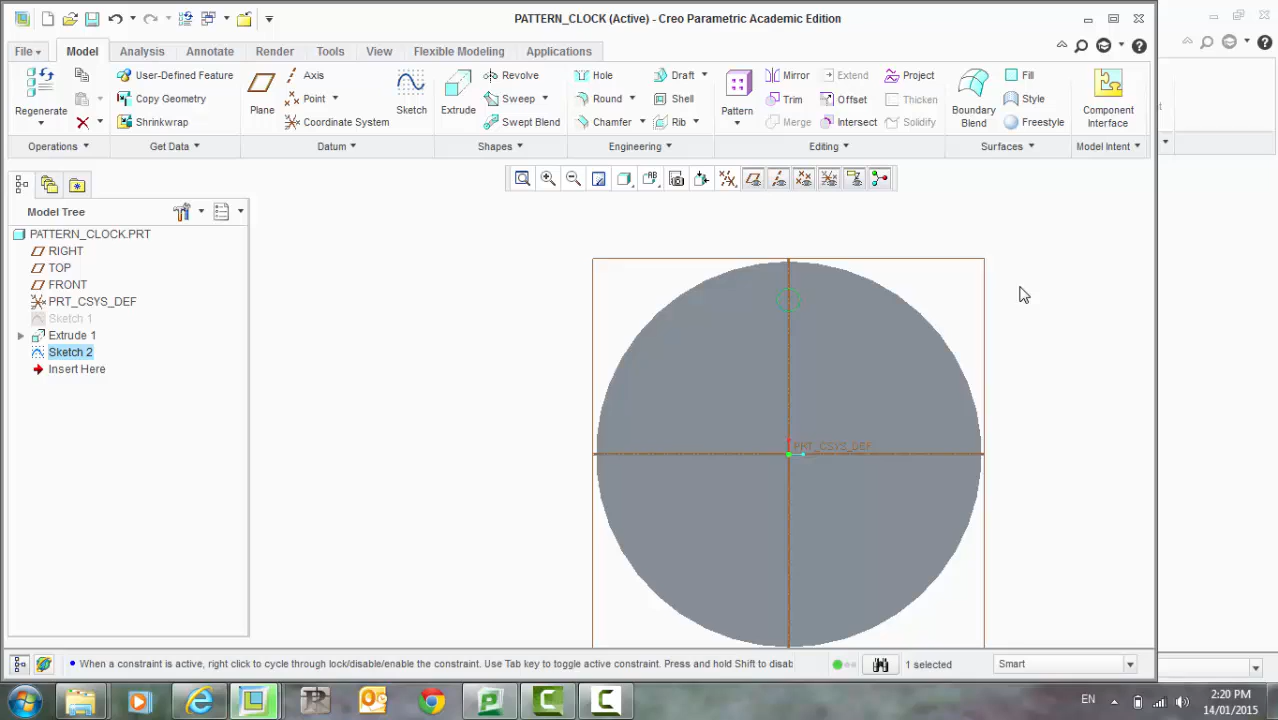 PATTERN_CLOCK (Active) - Creo Parametric Academic Edition
File Model Analysis Annotate Render Tools View Flexible Modeling Applications
Regenerate
User-Defined Feature
Copy Geometry
Shrinkwrap
Plane
Axis
Point
Coordinate System
Sketch
Extrude
Revolve
Sweep
Swept Blend
Hole
Round
Chamfer
Draft
Shell
Rib
Pattern
Mirror
Trim
Merge
Extend
Offset
Intersect
Project
Thicken
Solidify
Boundary
Blend
Fill
Style
Freestyle
Component
Interface
Operations Get Data Datum Shapes Engineering Editing Surfaces Model Intent
Model Tree
PATTERN_CLOCK.PRT
RIGHT
TOP
FRONT
PRT_CSYS_DEF
Sketch 1
Extrude 1
Sketch 2
Insert Here
PRT_CSYS_DEF
When a constraint is active, right click to cycle through lock/disable/enable the constraint. Use Tab key to toggle active constraint. Press and hold Shift to disab
1 selected
Smart
EN
2:20 PM
14/01/2015